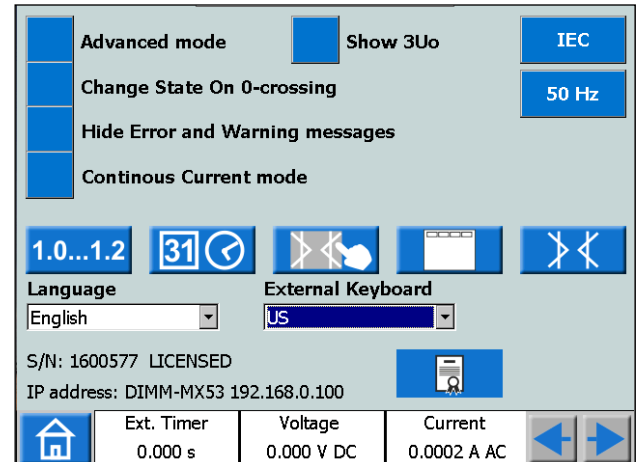 Advanced mode
Show 3Uo
IEC
Change State On 0-crossing
50 Hz
Hide Error and Warning messages
Continous Current mode
1.0...1.2
31
Language
External Keyboard
English
US
S/N: 1600577 LICENSED
IP address: DIMM-MX53 192.168.0.100
Ext. Timer
Voltage
Current
0.000 s
0.000 V DC
0.0002 A AC